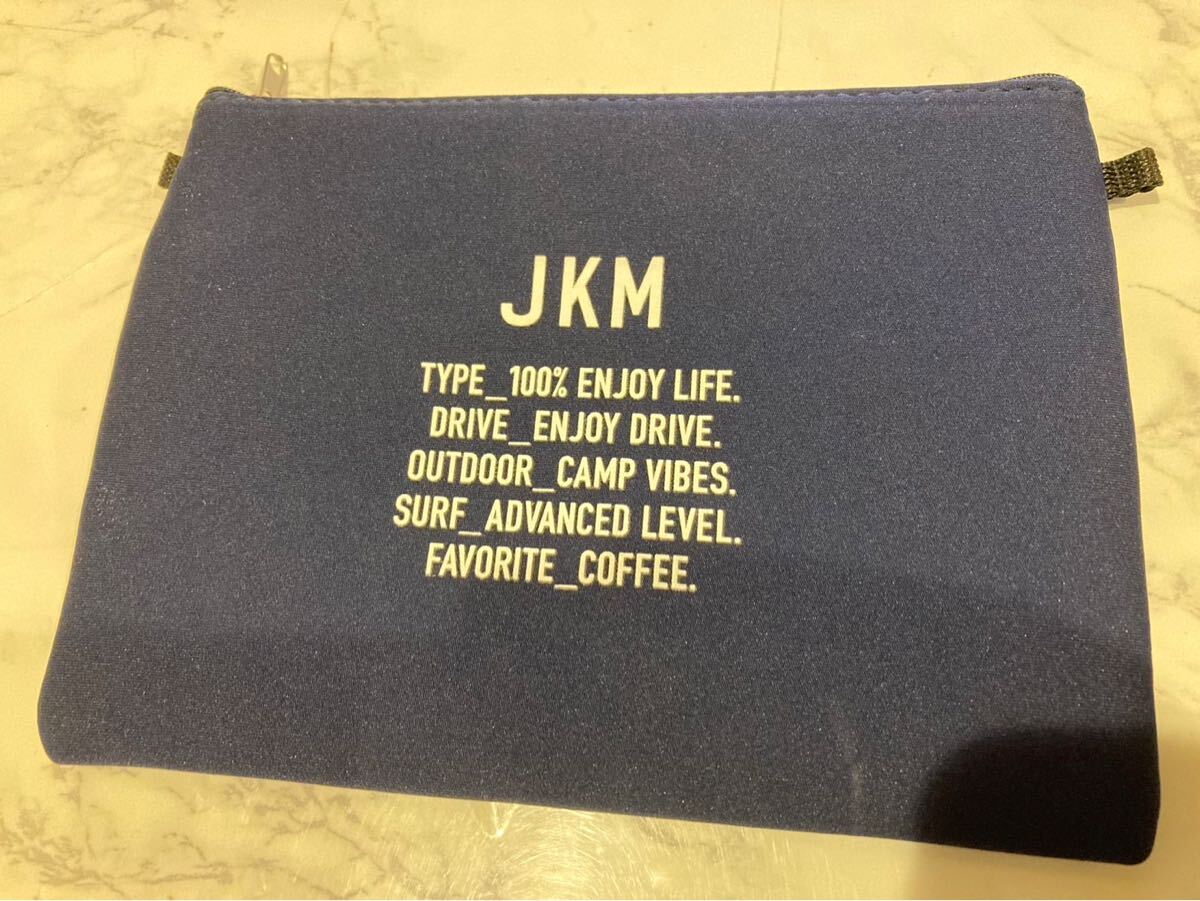 JKM
TYPE_100% ENJOY LIFE.
DRIVE_ENJOY DRIVE.
OUTDOOR_CAMP VIBES.
SURF_ADVANCED LEVEL.
FAVORITE_COFFEE.